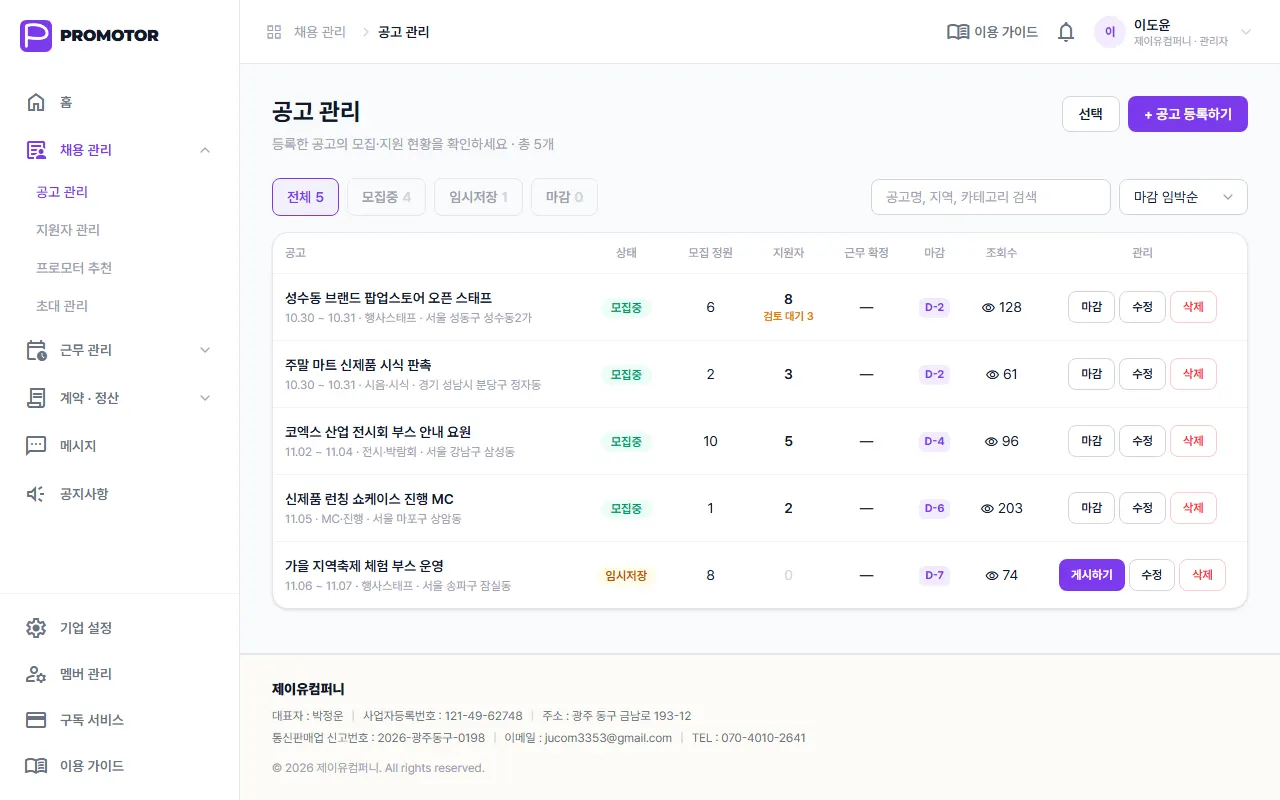 PROMOTOR
홈
채용 관리
공고 관리
지원자 관리
프로모터 추천
초대 관리
근무 관리
계약 · 정산
메시지
공지사항
기업 설정
멤버 관리
구독 서비스
이용 가이드
채용 관리 > 공고 관리
이용 가이드
이
이도윤
제이유컴퍼니 · 관리자
공고 관리
등록한 공고의 모집·지원 현황을 확인하세요 · 총 5개
선택
+ 공고 등록하기
전체 5
모집중 4
임시저장 1
마감 0
공고명, 지역, 카테고리 검색
마감 임박순
공고 상태 모집 정원 지원자 근무 확정 마감 조회수 관리
성수동 브랜드 팝업스토어 오픈 스태프
10.30 ~ 10.31 · 행사스태프 · 서울 성동구 성수동2가
모집중 6 8 — D-2 128 마감 수정 삭제
검토 대기 3
주말 마트 신제품 시식 판촉
10.30 ~ 10.31 · 시음·시식 · 경기 성남시 분당구 정자동
모집중 2 3 — D-2 61 마감 수정 삭제
코엑스 산업 전시회 부스 안내 요원
11.02 ~ 11.04 · 전시·박람회 · 서울 강남구 삼성동
모집중 10 5 — D-4 96 마감 수정 삭제
신제품 런칭 쇼케이스 진행 MC
11.05 · MC·진행 · 서울 마포구 상암동
모집중 1 2 — D-6 203 마감 수정 삭제
가을 지역축제 체험 부스 운영
11.06 ~ 11.07 · 행사스태프 · 서울 송파구 잠실동
임시저장 8 0 — D-7 74 게시하기 수정 삭제
제이유컴퍼니
대표자 : 박정운 | 사업자등록번호 : 121-49-62748 | 주소 : 광주 동구 금남로 193-12
통신판매업 신고번호 : 2026-광주동구-0198 | 이메일 : jucom3353@gmail.com | TEL : 070-4010-2641
© 2026 제이유컴퍼니. All rights reserved.